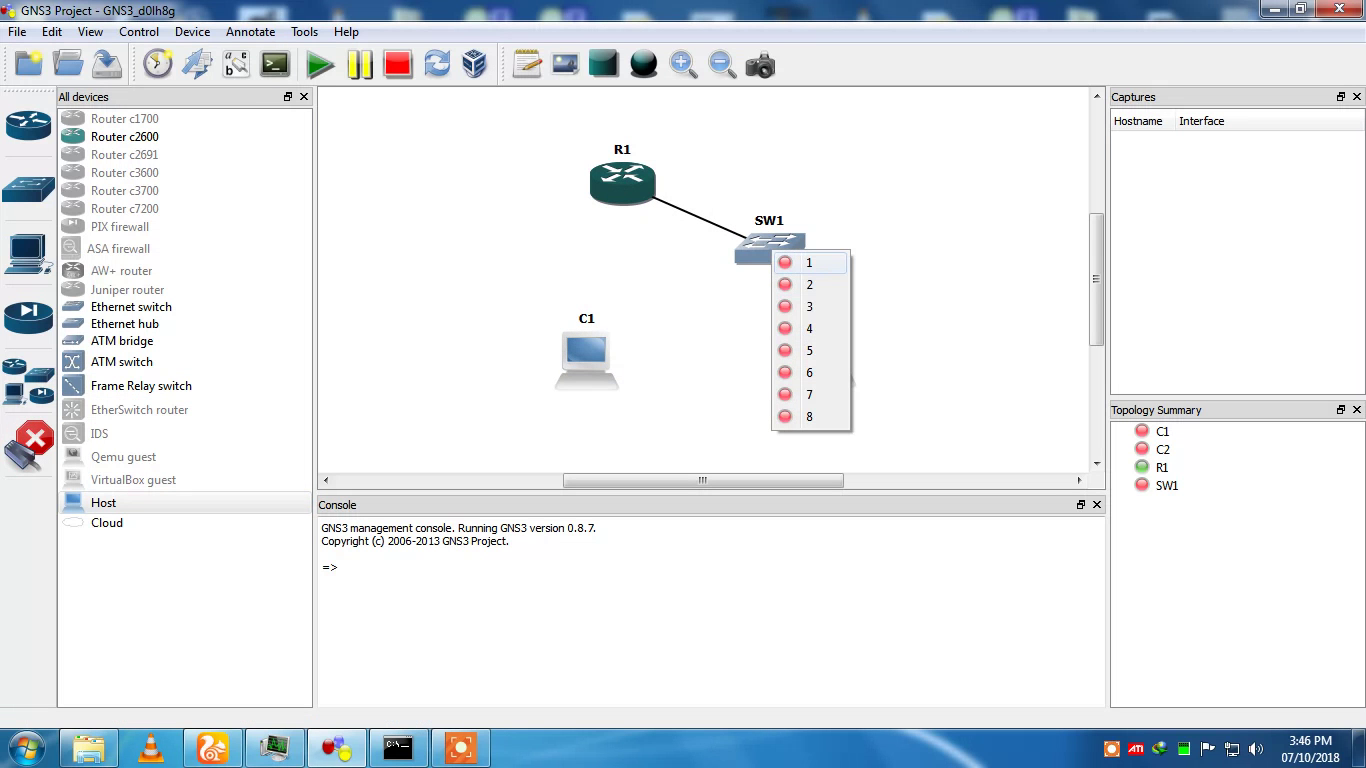 GNS3 Project - GNS3_d0lh8g
File Edit View Control Device Annotate Tools Help
All devices
Router c1700
Router c2600
Router c2691
Router c3600
Router c3700
Router c7200
PIX firewall
ASA firewall
AW+ router
Juniper router
Ethernet switch
Ethernet hub
ATM bridge
ATM switch
Frame Relay switch
EtherSwitch router
IDS
Qemu guest
VirtualBox guest
Host
Cloud
R1
SW1
1
2
3
4
5
6
7
8
C1
Console
GNS3 management console. Running GNS3 version 0.8.7.
Copyright (c) 2006-2013 GNS3 Project.
=>
Captures
Hostname Interface
Topology Summary
C1
C2
R1
SW1
ATI
3:46 PM
07/10/2018